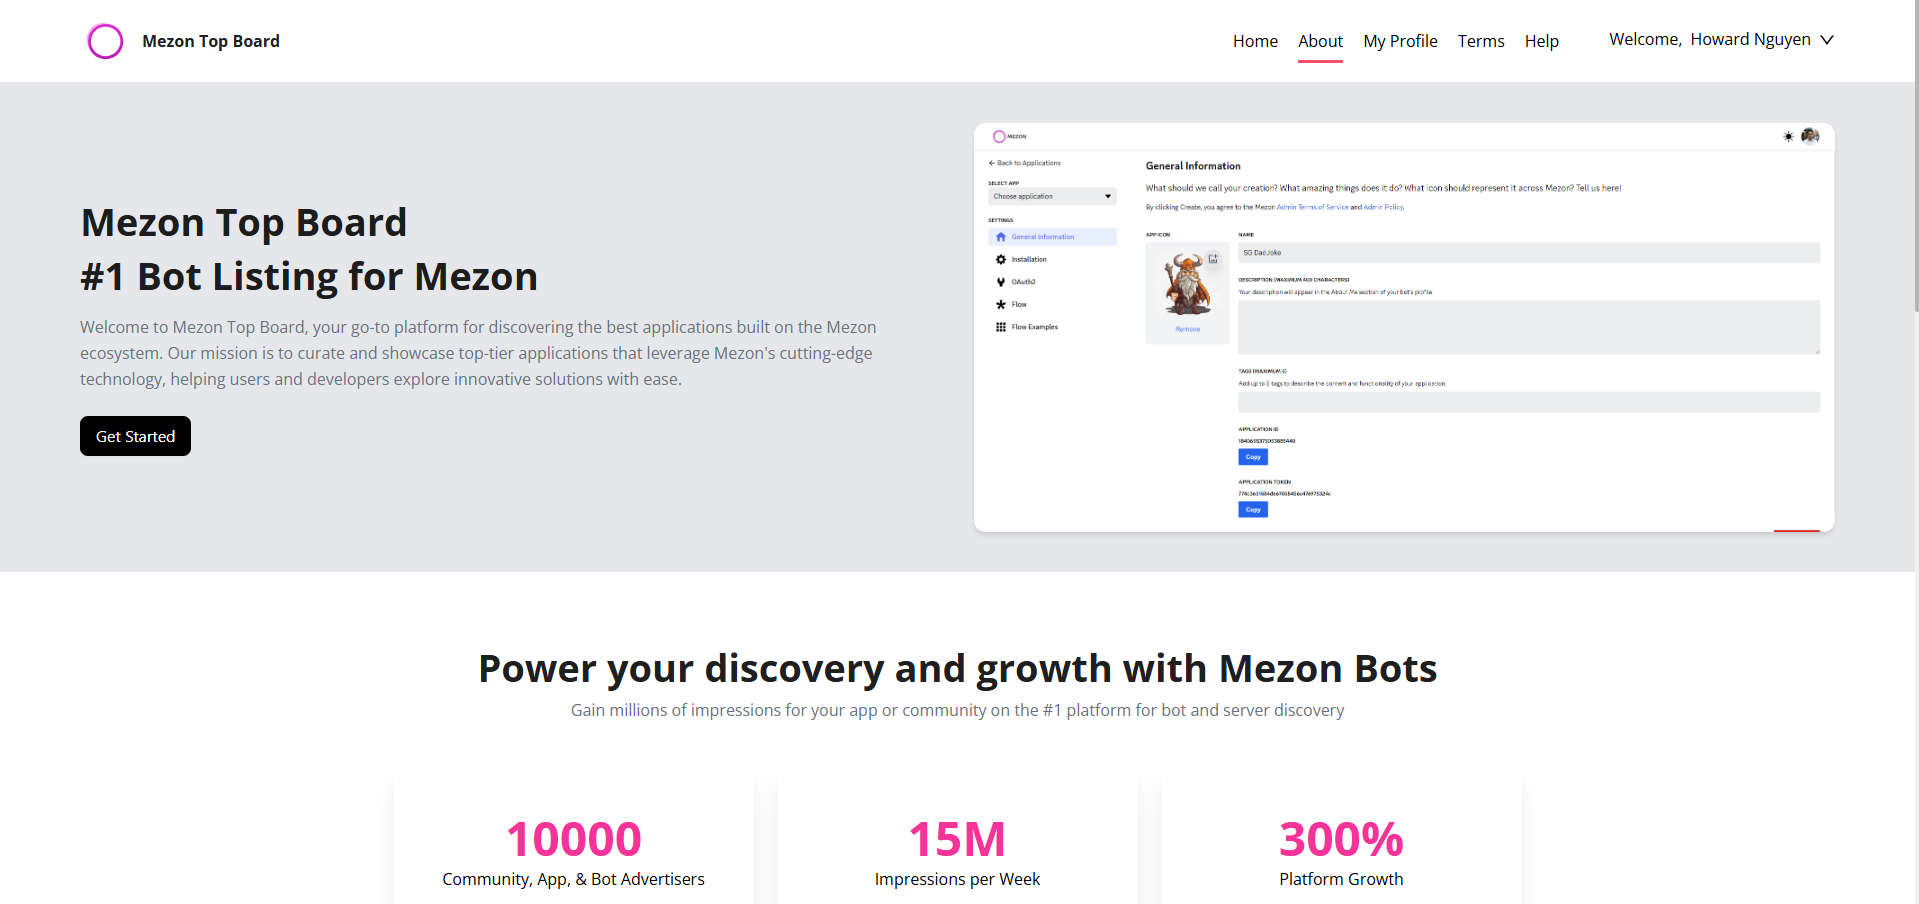 Mezon Top Board
Home About My Profile Terms Help Welcome, Howard Nguyen
Mezon Top Board
#1 Bot Listing for Mezon
Welcome to Mezon Top Board, your go-to platform for discovering the best applications built on the Mezon
ecosystem. Our mission is to curate and showcase top-tier applications that leverage Mezon's cutting-edge
technology, helping users and developers explore innovative solutions with ease.
Get Started
MEZON
Back to Applications
SELECT APP
Choose application
SETTINGS
General Information
Installation
OAuth2
Flow
Flow Examples
General Information
What should we call your creation? What amazing things does it do? What icon should represent it across Mezon? Tell us here!
By clicking Create, you agree to the Mezon Admin Terms of Service and Admin Policy.
APP ICON
Remove
NAME
SG DadJoke
DESCRIPTION (MAXIMUM 400 CHARACTERS)
Your description will appear in the About Me section of your bot's profile.
TAGS (MAXIMUM 5)
Add up to 5 tags to describe the content and functionality of your application.
APPLICATION ID
Copy
APPLICATION TOKEN
Copy
Power your discovery and growth with Mezon Bots
Gain millions of impressions for your app or community on the #1 platform for bot and server discovery
10000
Community, App, & Bot Advertisers
15M
Impressions per Week
300%
Platform Growth